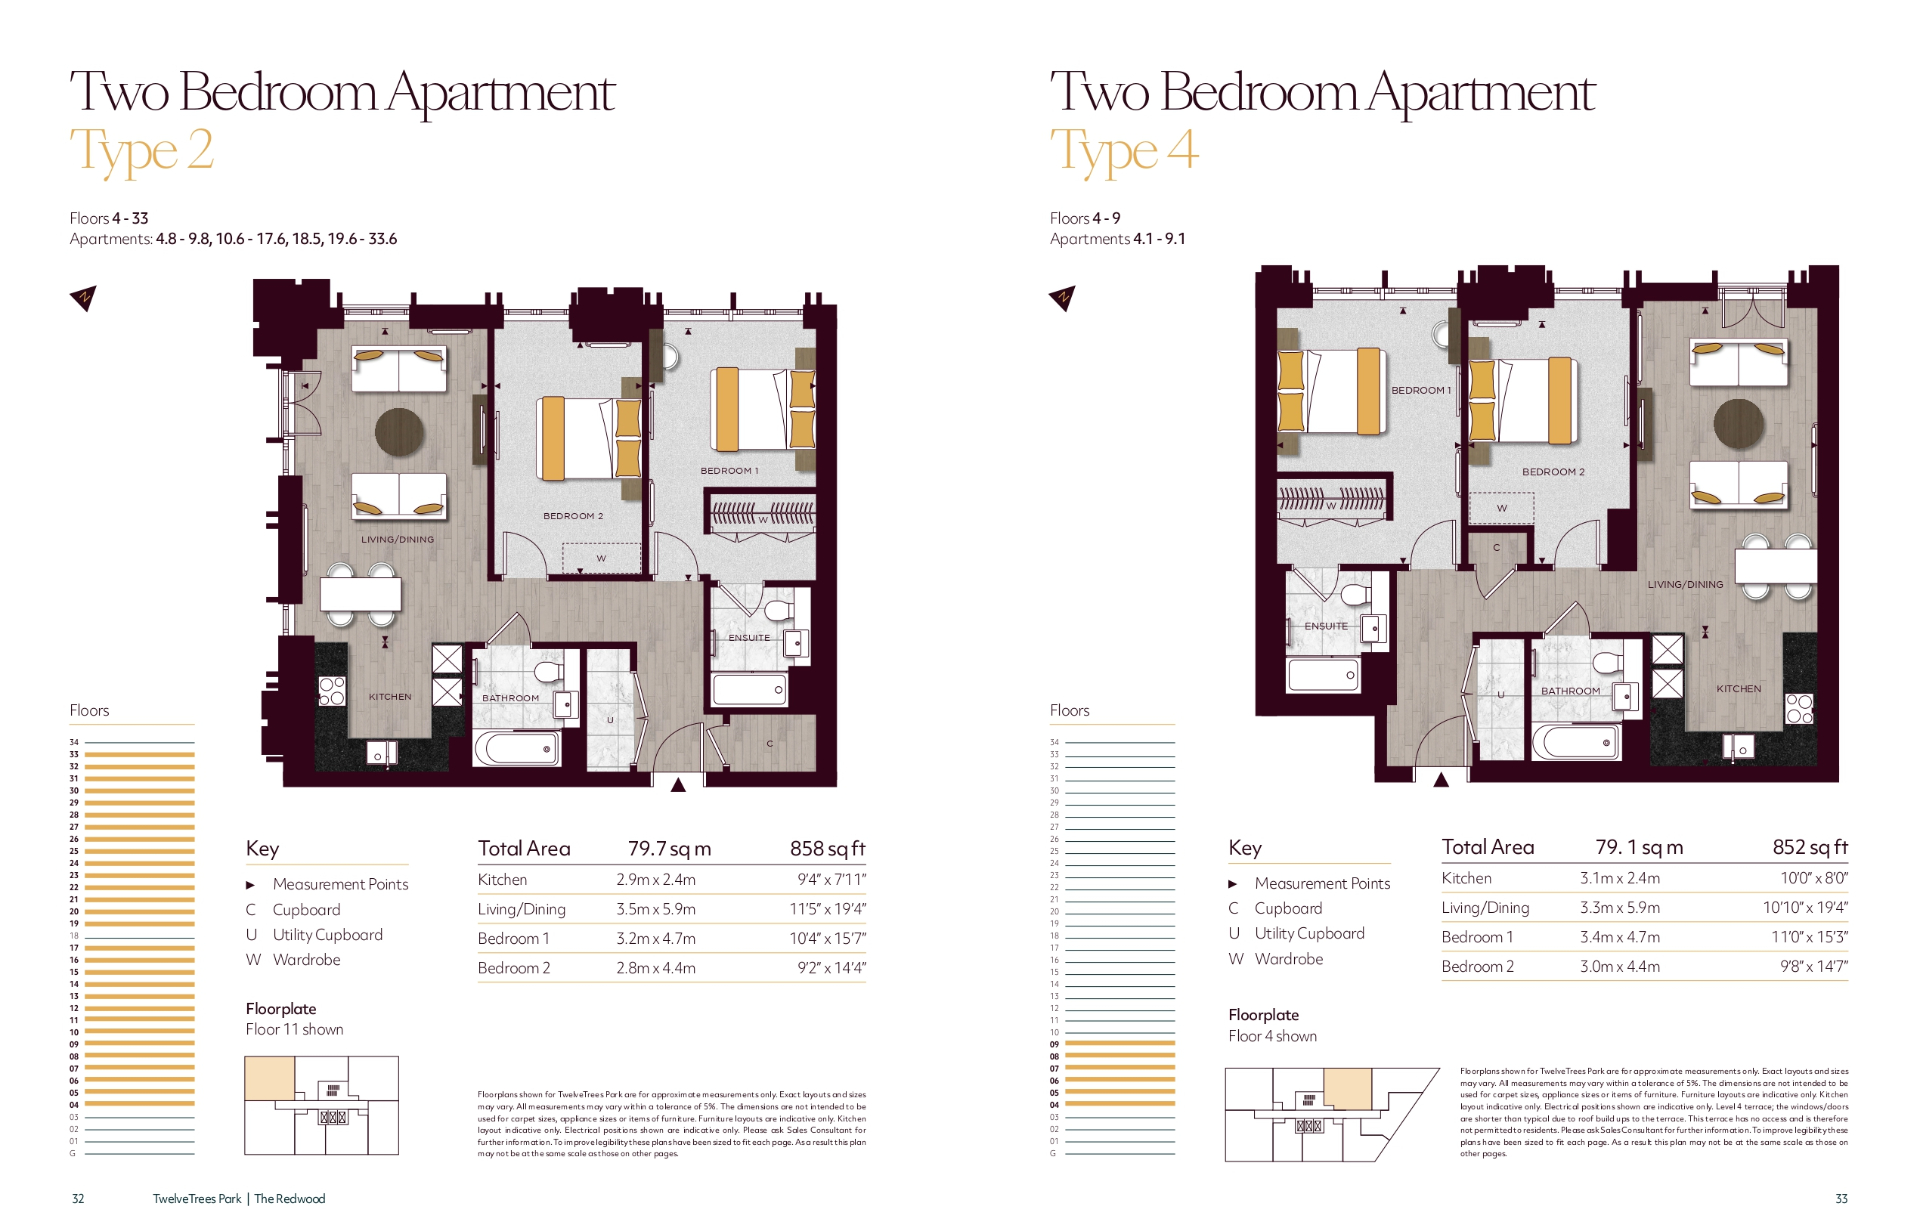 Two Bedroom Apartment
Type 2
Floors 4 - 33
Apartments: 4.8 - 9.8, 10.6 - 17.6, 18.5, 19.6 - 33.6
N
BEDROOM 1
BEDROOM 2
W
LIVING/DINING
W
ENSUITE
KITCHEN
BATHROOM
U
C
Floors
34
33
32
31
30
29
28
27
26
25
24
23
22
21
20
19
18
17
16
15
14
13
12
11
10
09
08
07
06
05
04
03
02
01
G
Key
Measurement Points
C Cupboard
U Utility Cupboard
W Wardrobe
Floorplate
Floor 11 shown
Total Area 79.7 sq m 858 sq ft
Kitchen 2.9m x 2.4m 9’4” x 7’11”
Living/Dining 3.5m x 5.9m 11’5” x 19’4”
Bedroom 1 3.2m x 4.7m 10’4” x 15’7”
Bedroom 2 2.8m x 4.4m 9’2” x 14’4”
Floorplans shown for TwelveTrees Park are for approximate measurements only. Exact layouts and sizes
may vary. All measurements may vary within a tolerance of 5%. The dimensions are not intended to be
used for carpet sizes, appliance sizes or items of furniture. Furniture layouts are indicative only. Kitchen
layout indicative only. Electrical positions shown are indicative only. Please ask Sales Consultant for
further information. To improve legibility these plans have been sized to fit each page. As a result this plan
may not be at the same scale as those on other pages.
32 TwelveTrees Park | The Redwood
Two Bedroom Apartment
Type 4
Floors 4 - 9
Apartments 4.1 - 9.1
N
BEDROOM 1
BEDROOM 2
W
W
C
LIVING/DINING
ENSUITE
U
BATHROOM
KITCHEN
Floors
34
33
32
31
30
29
28
27
26
25
24
23
22
21
20
19
18
17
16
15
14
13
12
11
10
09
08
07
06
05
04
03
02
01
G
Key
Measurement Points
C Cupboard
U Utility Cupboard
W Wardrobe
Floorplate
Floor 4 shown
Total Area 79. 1 sq m 852 sq ft
Kitchen 3.1m x 2.4m 10’0” x 8’0”
Living/Dining 3.3m x 5.9m 10’10” x 19’4”
Bedroom 1 3.4m x 4.7m 11’0” x 15’3”
Bedroom 2 3.0m x 4.4m 9’8” x 14’7”
Floorplans shown for TwelveTrees Park are for approximate measurements only. Exact layouts and sizes
may vary. All measurements may vary within a tolerance of 5%. The dimensions are not intended to be
used for carpet sizes, appliance sizes or items of furniture. Furniture layouts are indicative only. Kitchen
layout indicative only. Electrical positions shown are indicative only. Level 4 terrace; the windows/doors
are shorter than typical due to roof build ups to the terrace. This terrace has no access and is therefore
not permitted to residents. Please ask Sales Consultant for further information. To improve legibility these
plans have been sized to fit each page. As a result this plan may not be at the same scale as those on
other pages.
33